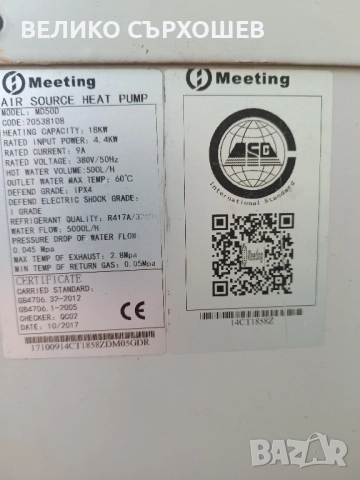 ВЕЛИКО СЪРХОШЕВ
Meeting
AIR SOURCE HEAT PUMP
MODEL: MD50D
CODE:20538108
HEATING CAPACITY: 18KW
RATED INPUT POWER: 4.4KW
RATED CURRENT: 9A
RATED VOLTAGE: 380V/50Hz
HOT WATER VOLUME:500L/H
OUTLET WATER MAX TEMP: 60℃
DEFEND GRADE: IPX4
DEFEND ELECTRIC SHOCK GRADE:
I GRADE
REFRIGERANT QUALITY: R417A/
WATER FLOW: 5000L/H
PRESSURE DROP OF WATER FLOW:
0.045 Mpa
MAX TEMP OF EXHAUST: 2.8Mpa
MIN TEMP OF RETURN GAS: 0.05Mpa
CERTIFICATE
CARRIED STANDARD:
GB4706.32-2012
GB4706.1-2005
CHECKER: QC02
DATE: 10/2017
CE
17100914CT1858ZDM05GDR
Meeting
International Standard
Meeting
14CT1858Z
BAZAR